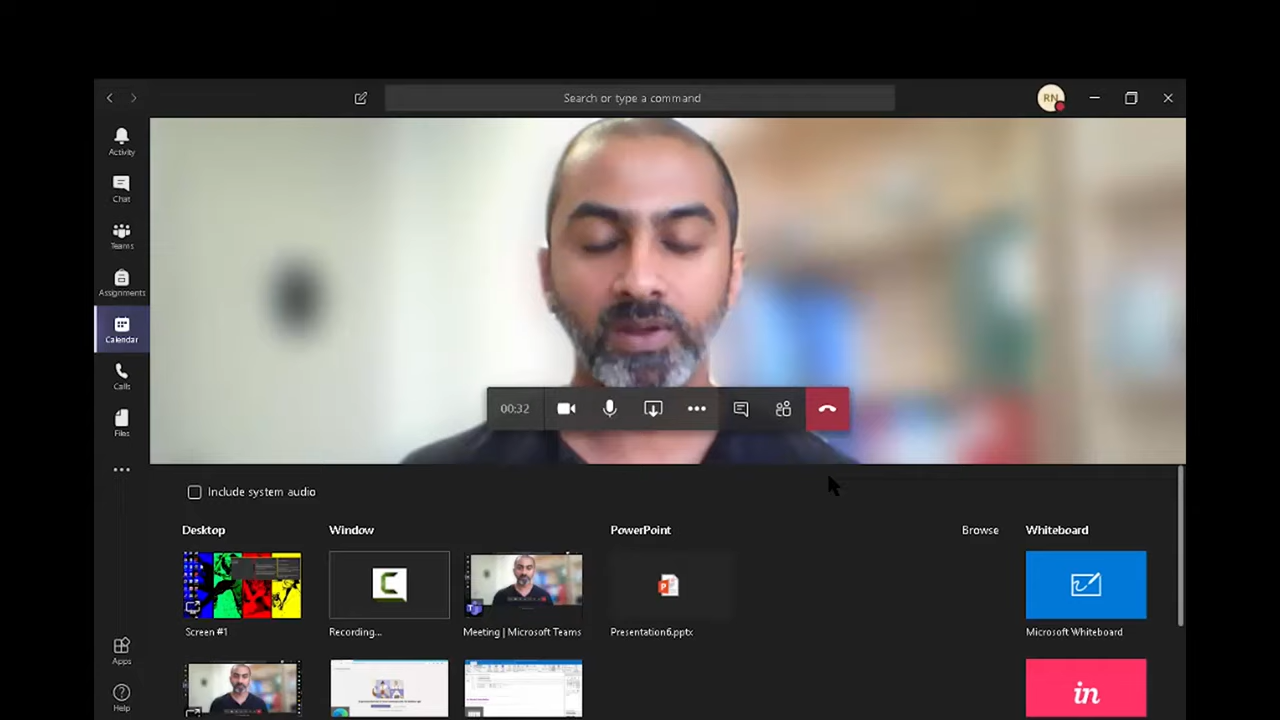 Search or type a command
RN
Activity
Chat
Teams
Assignments
Calendar
Calls
Files
Apps
Help
00:32
Include system audio
Desktop
Window
PowerPoint
Browse
Whiteboard
Screen #1
Recording...
Meeting | Microsoft Teams
Presentation6.pptx
Microsoft Whiteboard
in